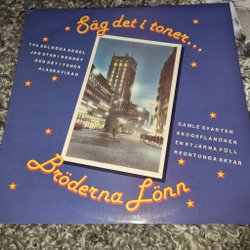 Säg det i toner...
TVÅ SOLRÖDA SEGEL
JAG STÅR I REGNET
SÄG DET I TONER
ALASKAVISAN
GAMLE SVARTEN
SKOGSFLANÖREN
EN STJÄRNA FÖLL
REGNTUNGA SKYAR
Bröderna Lönn